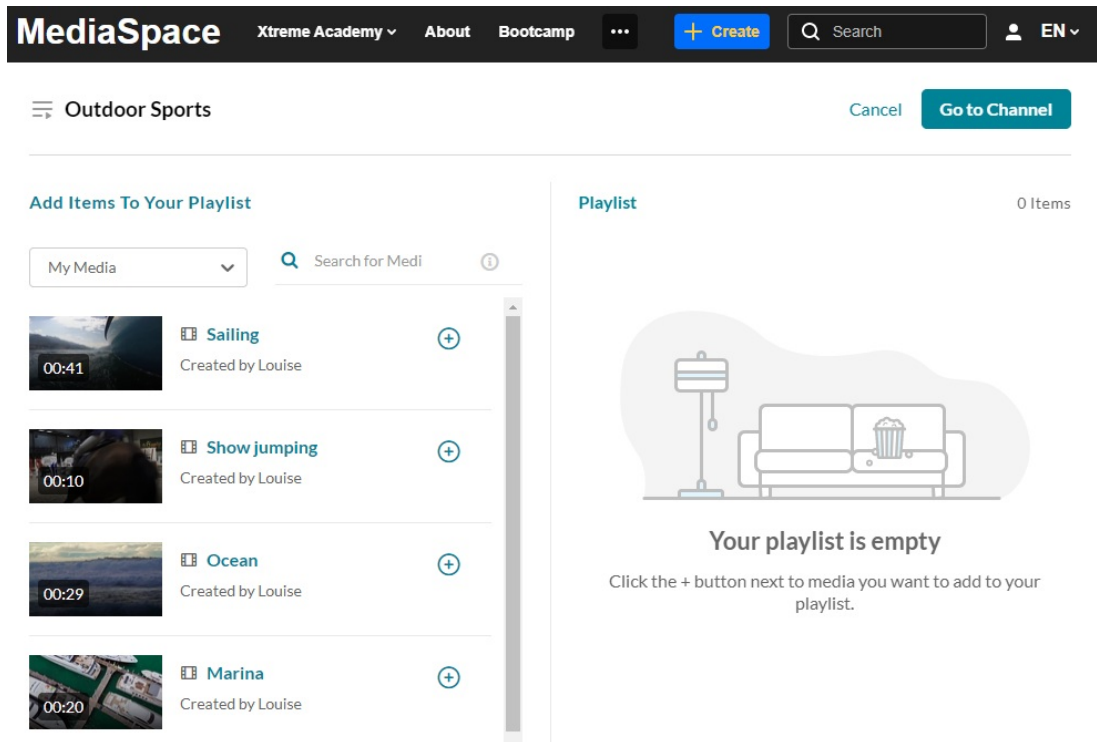 MediaSpace Xtreme Academy About Bootcamp ••• + Create Search EN
Outdoor Sports Cancel Go to Channel
Add Items To Your Playlist
My Media Search for Medi
Sailing
Created by Louise
00:41
Show jumping
Created by Louise
00:10
Ocean
Created by Louise
00:29
Marina
Created by Louise
00:20
Playlist 0 Items
Your playlist is empty
Click the + button next to media you want to add to your
playlist.